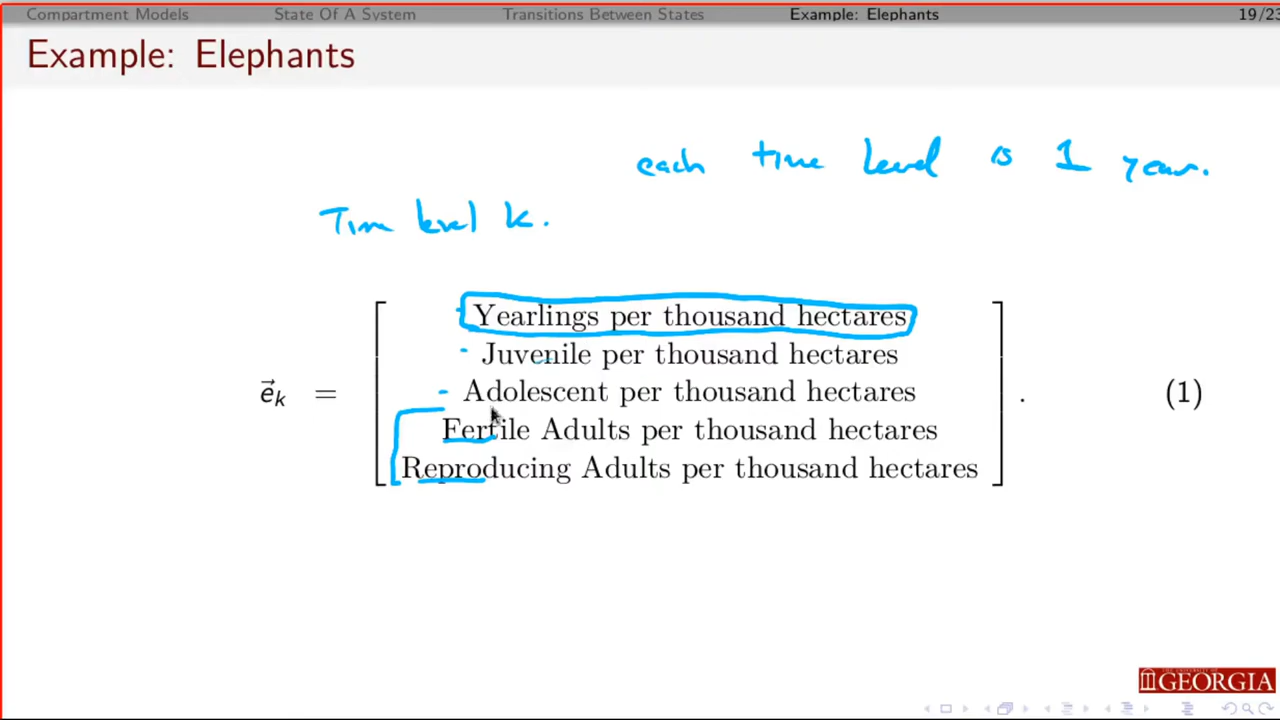 Compartment Models State Of A System Transitions Between States Example: Elephants 19/23
Example: Elephants
each time level is 1 year.
Time level k.
Yearlings per thousand hectares
Juvenile per thousand hectares
Adolescent per thousand hectares
e⃗k = . (1)
Fertile Adults per thousand hectares
Reproducing Adults per thousand hectares
GEORGIA